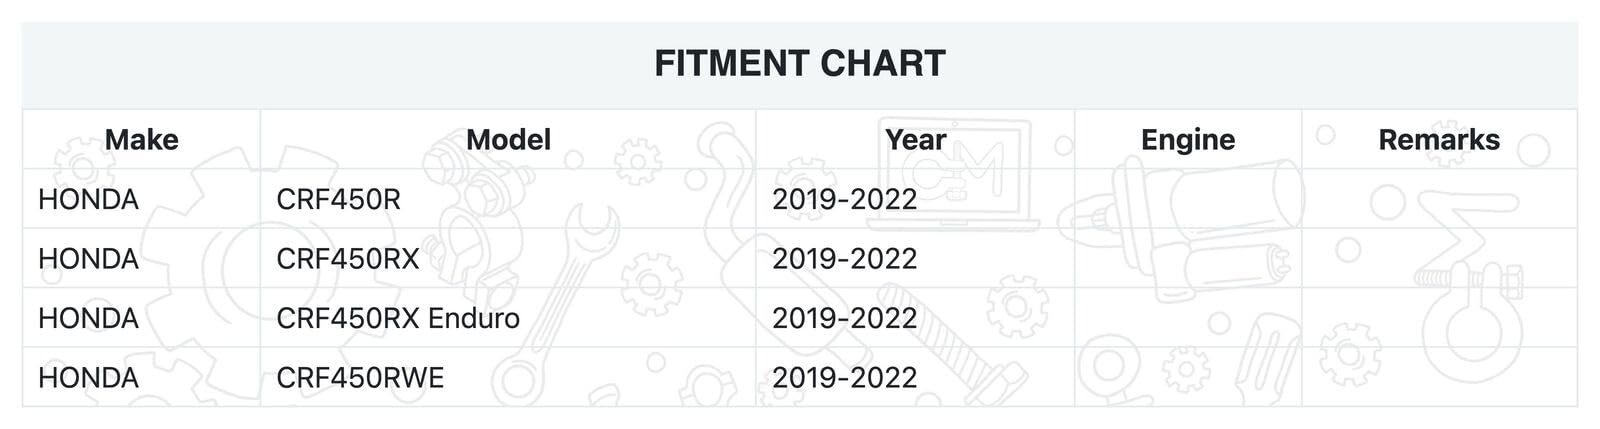 FITMENT CHART
Make Model Year Engine Remarks
HONDA CRF450R 2019-2022
HONDA CRF450RX 2019-2022
HONDA CRF450RX Enduro 2019-2022
HONDA CRF450RWE 2019-2022